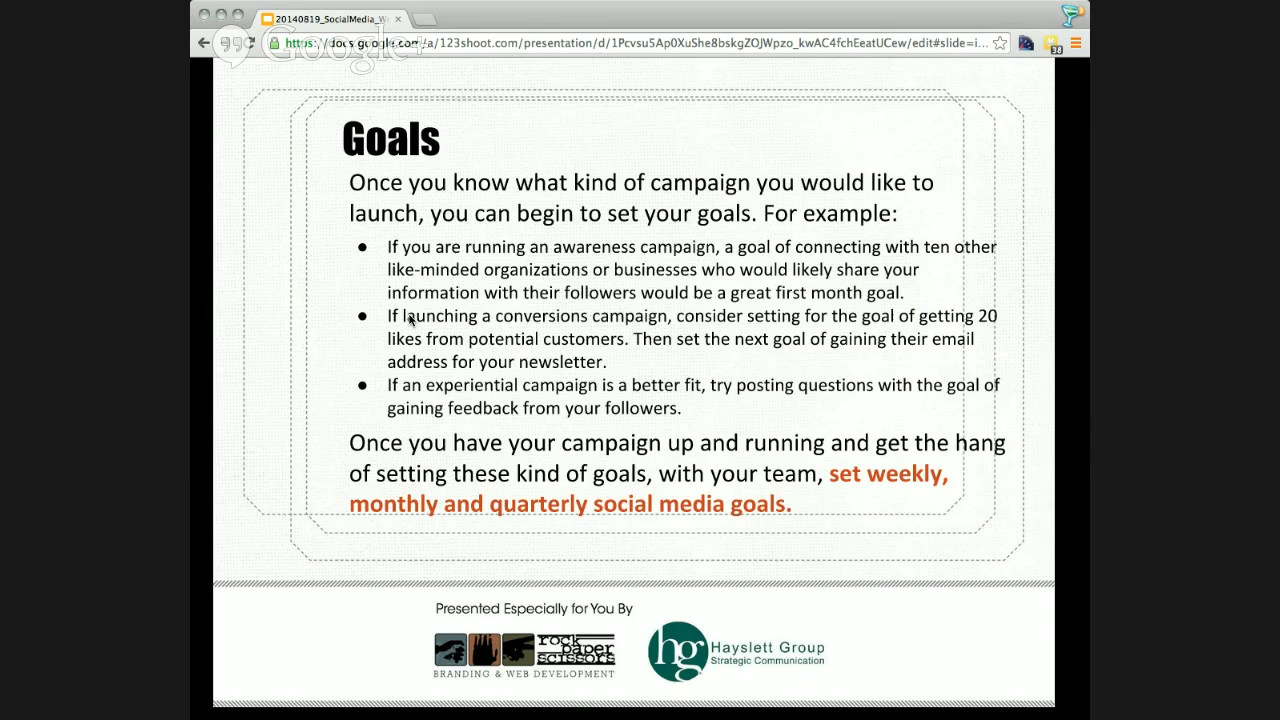 20140819_SocialMedia_W
Google+
https://docs.google.com/a/123shoot.com/presentation/d/1Pcvsu5Ap0XuShe8bskgZOJWpzo_kwAC4fchEeatUCew/edit#slide=i...
38
Goals
Once you know what kind of campaign you would like to
launch, you can begin to set your goals. For example:
● If you are running an awareness campaign, a goal of connecting with ten other
like-minded organizations or businesses who would likely share your
information with their followers would be a great first month goal.
● If launching a conversions campaign, consider setting for the goal of getting 20
likes from potential customers. Then set the next goal of gaining their email
address for your newsletter.
● If an experiential campaign is a better fit, try posting questions with the goal of
gaining feedback from your followers.
Once you have your campaign up and running and get the hang
of setting these kind of goals, with your team, set weekly,
monthly and quarterly social media goals.
Presented Especially for You By
rock
paper
scissors
BRANDING & WEB DEVELOPMENT
hg
Hayslett Group
Strategic Communication